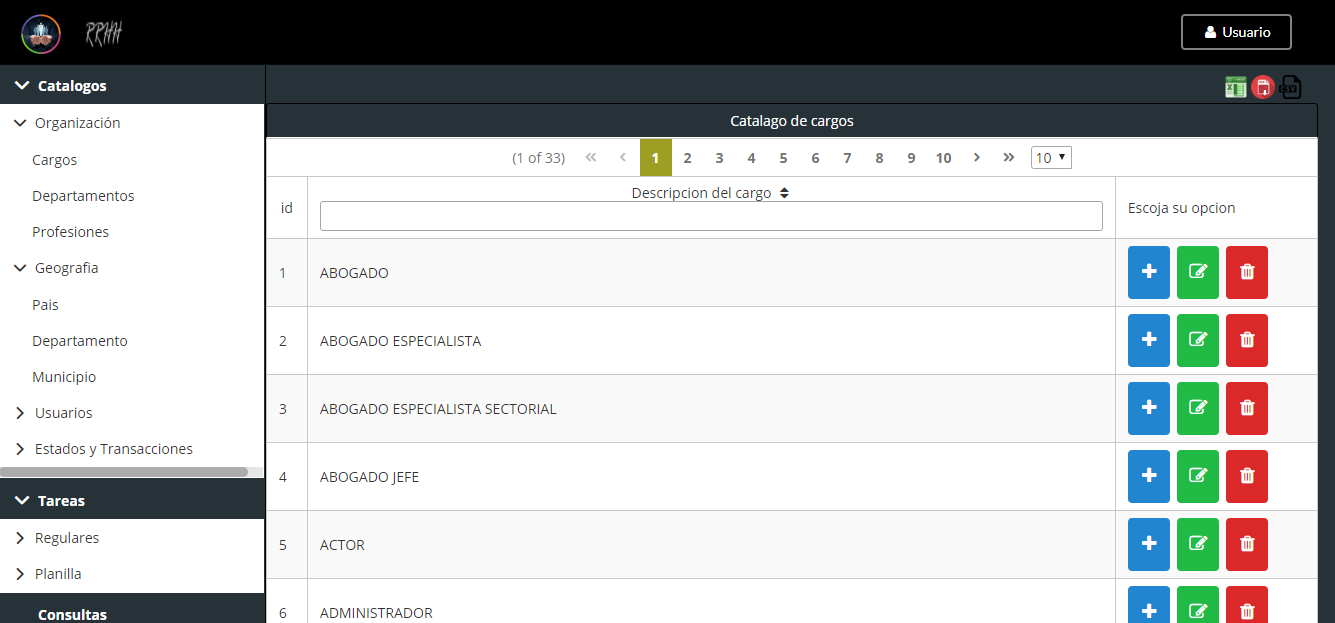 RRHH
Usuario
Catalogos
Organización
Cargos
Departamentos
Profesiones
Geografia
Pais
Departamento
Municipio
Usuarios
Estados y Transacciones
Tareas
Regulares
Planilla
Consultas
CSV
Catalago de cargos
(1 of 33) 1 2 3 4 5 6 7 8 9 10 10
id Descripcion del cargo Escoja su opcion
1 ABOGADO
2 ABOGADO ESPECIALISTA
3 ABOGADO ESPECIALISTA SECTORIAL
4 ABOGADO JEFE
5 ACTOR
6 ADMINISTRADOR